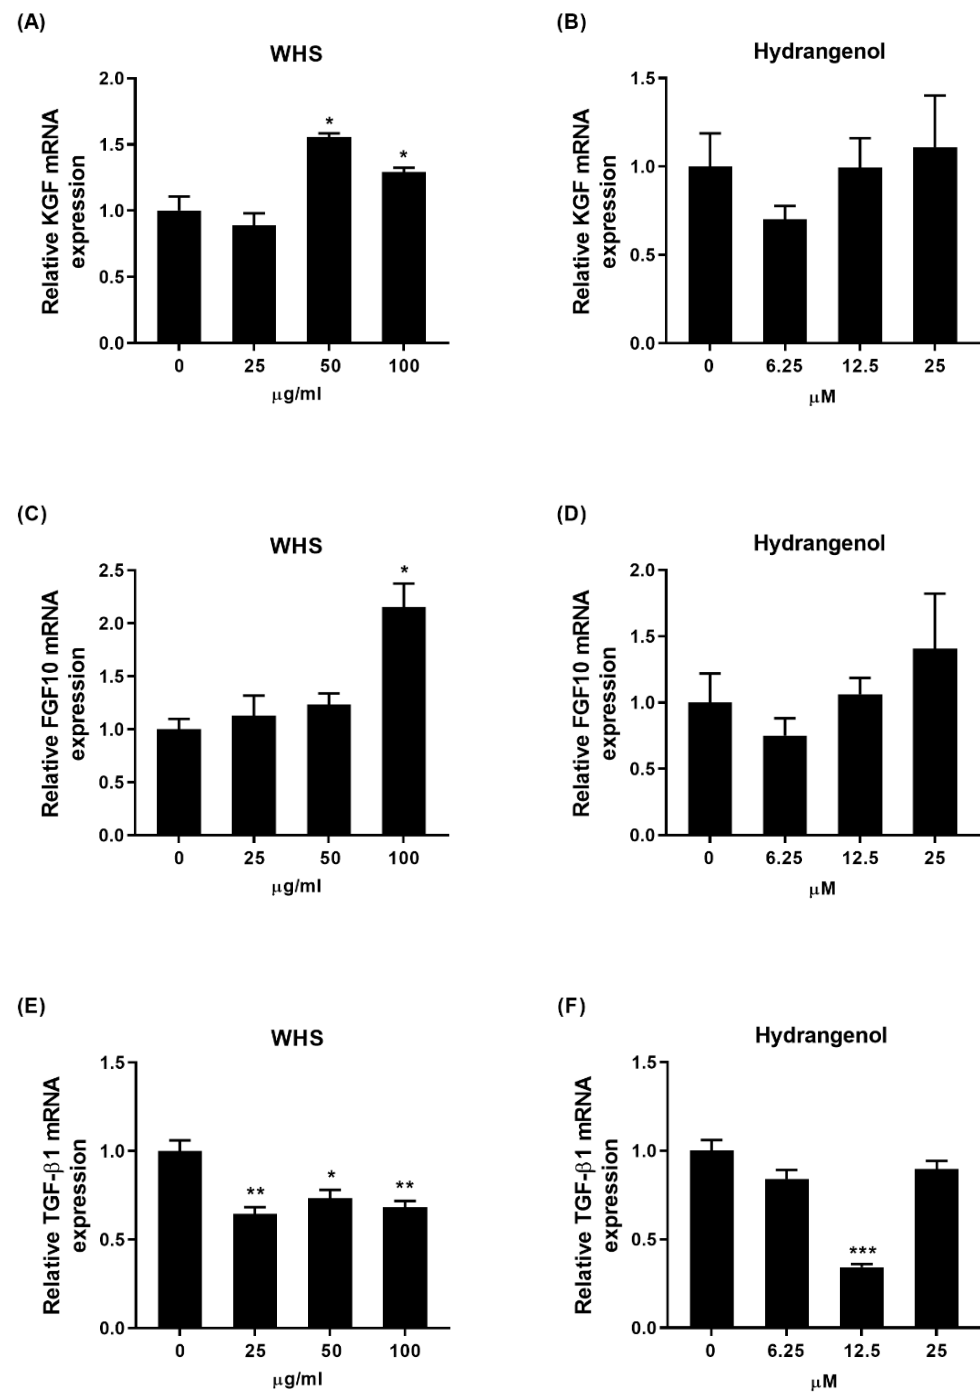 (A)
WHS
Relative KGF mRNA
expression
2.0
1.5
1.0
0.5
0.0
*
*
0 25 50 100
μg/ml
(B)
Hydrangenol
Relative KGF mRNA
expression
1.5
1.0
0.5
0.0
0 6.25 12.5 25
μM
(C)
WHS
Relative FGF10 mRNA
expression
2.5
2.0
1.5
1.0
0.5
0.0
*
0 25 50 100
μg/ml
(D)
Hydrangenol
Relative FGF10 mRNA
expression
2.0
1.5
1.0
0.5
0.0
0 6.25 12.5 25
μM
(E)
WHS
Relative TGF-β1 mRNA
expression
1.5
1.0
0.5
0.0
** * **
0 25 50 100
μg/ml
(F)
Hydrangenol
Relative TGF-β1 mRNA
expression
1.5
1.0
0.5
0.0
***
0 6.25 12.5 25
μM